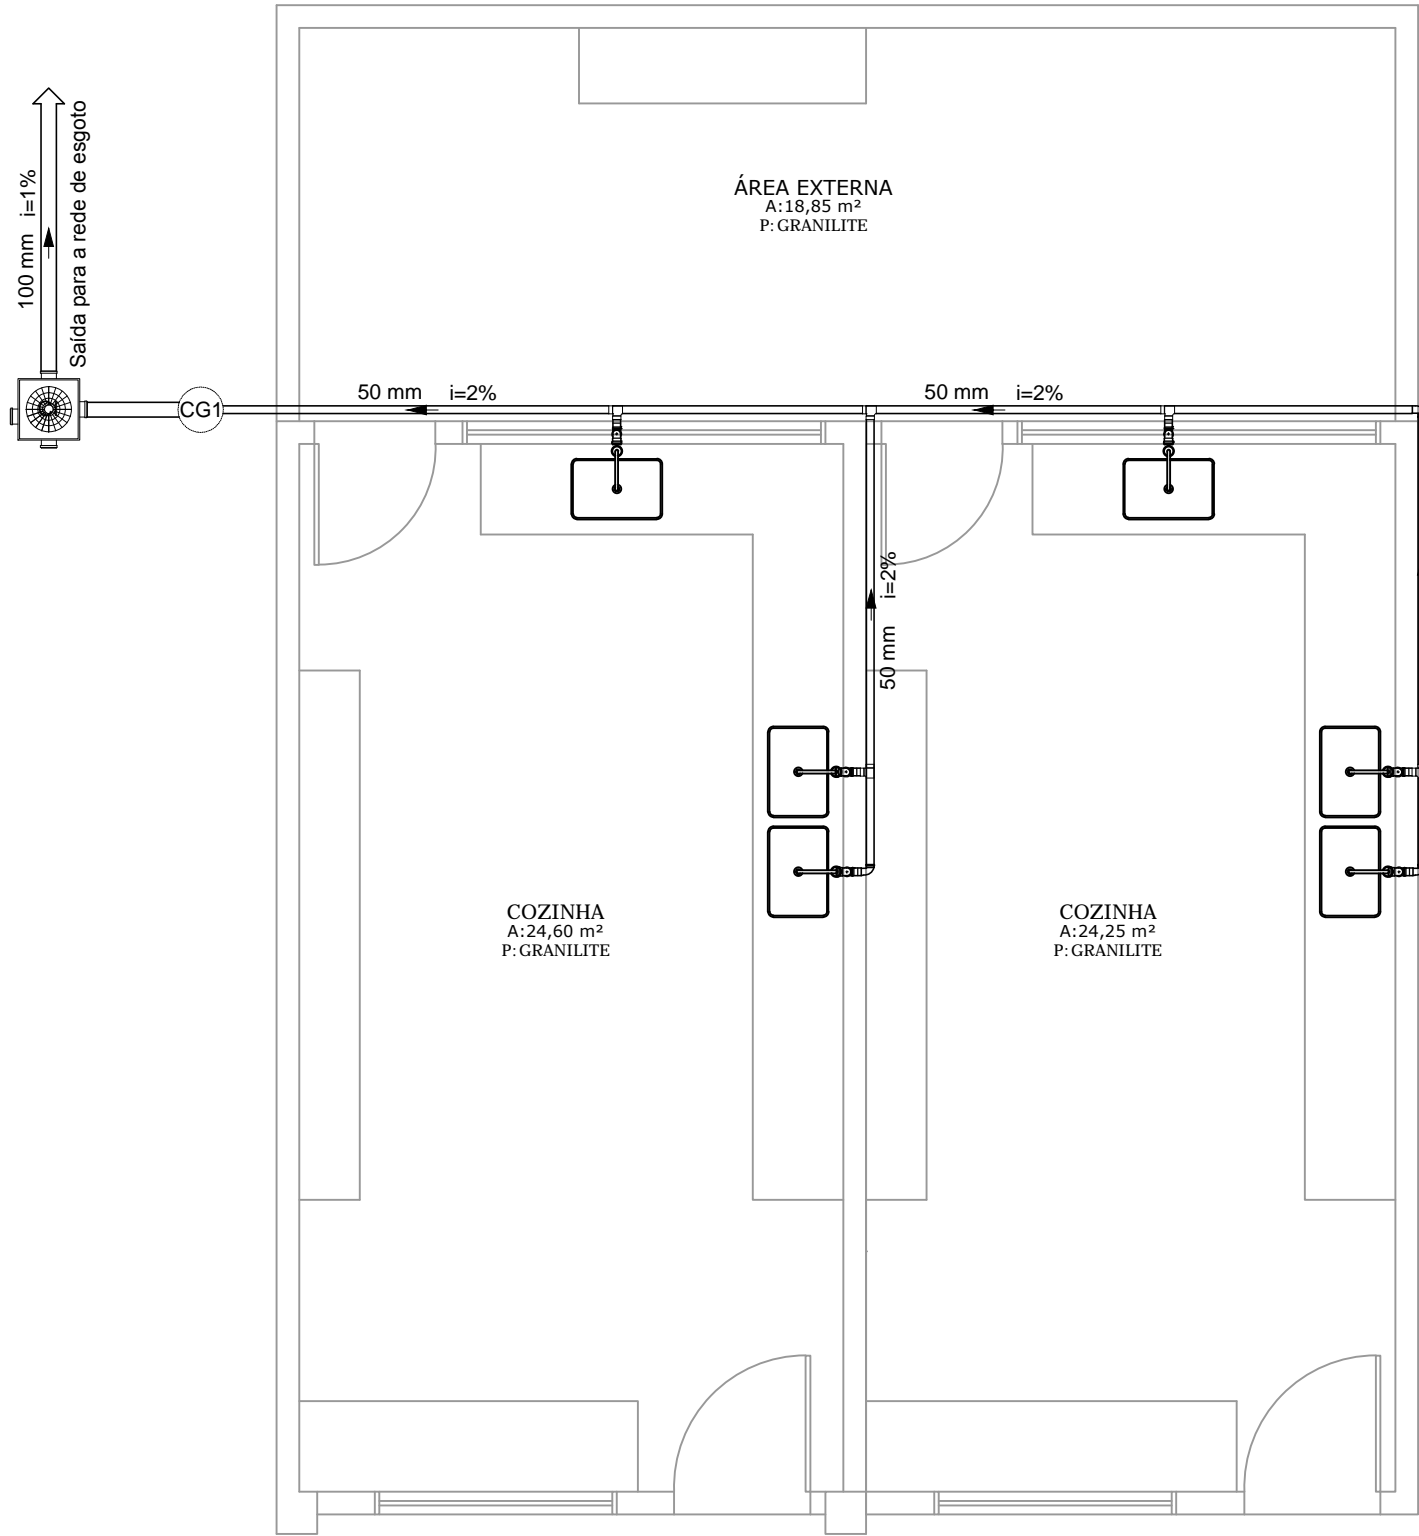 ÁREA EXTERNA
A:18,85 m²
P: GRANILITE
100 mm i=1%
Saída para a rede de esgoto
CG1
50 mm i=2%
50 mm i=2%
50 mm i=2%
COZINHA
A:24,60 m²
P: GRANILITE
COZINHA
A:24,25 m²
P: GRANILITE